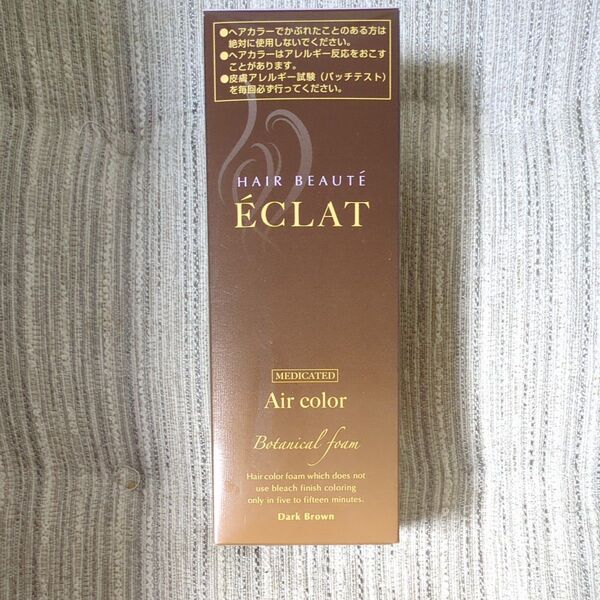 ●ヘアカラーでかぶれたことのある方は
絶対に使用しないでください。
●ヘアカラーはアレルギー反応をおこす
ことがあります。
●皮膚アレルギー試験（パッチテスト）
を毎回必ず行ってください。
HAIR BEAUTÉ
ÉCLAT
MEDICATED
Air color
Botanical foam
Hair color foam which does not
use bleach finish coloring
only in five to fifteen minutes.
Dark Brown